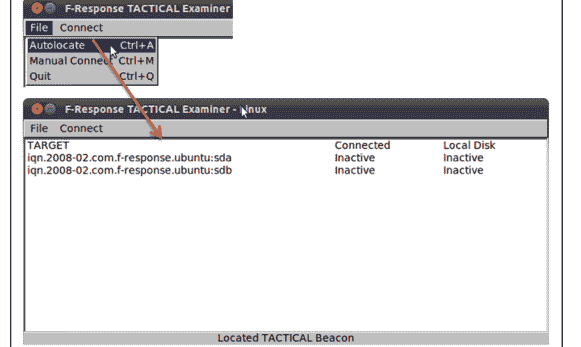 F-Response TACTICAL Examiner
File Connect
Autolocate Ctrl+A
Manual Connect Ctrl+M
Quit Ctrl+Q
F-Response TACTICAL Examiner - Linux
File Connect
TARGET Connected Local Disk
iqn.2008-02.com.f-response.ubuntu:sda Inactive Inactive
iqn.2008-02.com.f-response.ubuntu:sdb Inactive Inactive
Located TACTICAL Beacon